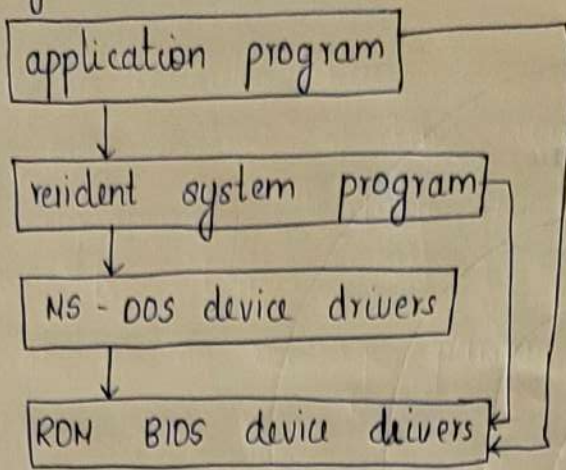 application program
resident system program
MS - DOS device drivers
ROM BIOS device drivers